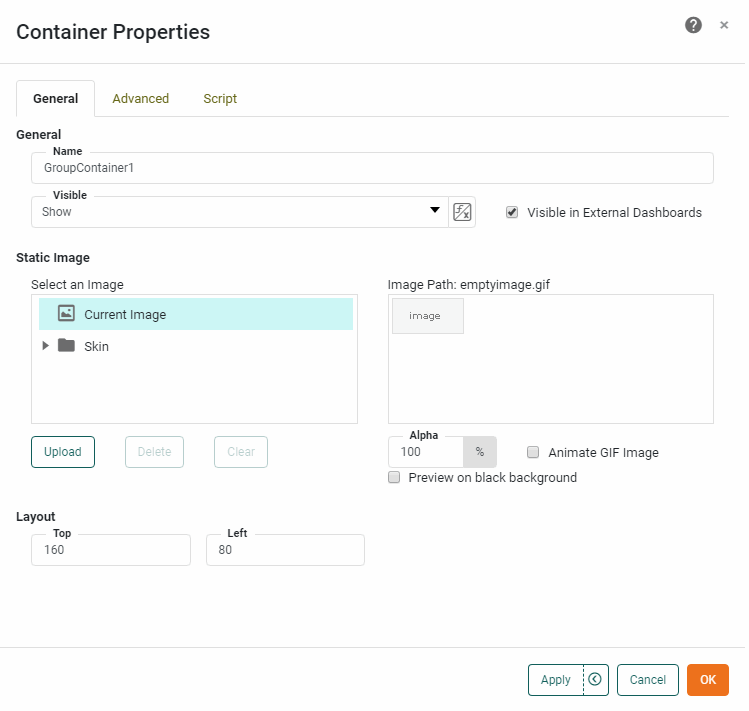 Container Properties
General Advanced Script
General
Name
GroupContainer1
Visible
Show
Visible in External Dashboards
Static Image
Select an Image
Image Path: emptyimage.gif
Current Image
image
Skin
Upload Delete Clear
Alpha
100 %
Animate GIF Image
Preview on black background
Layout
Top Left
160 80
Apply Cancel OK